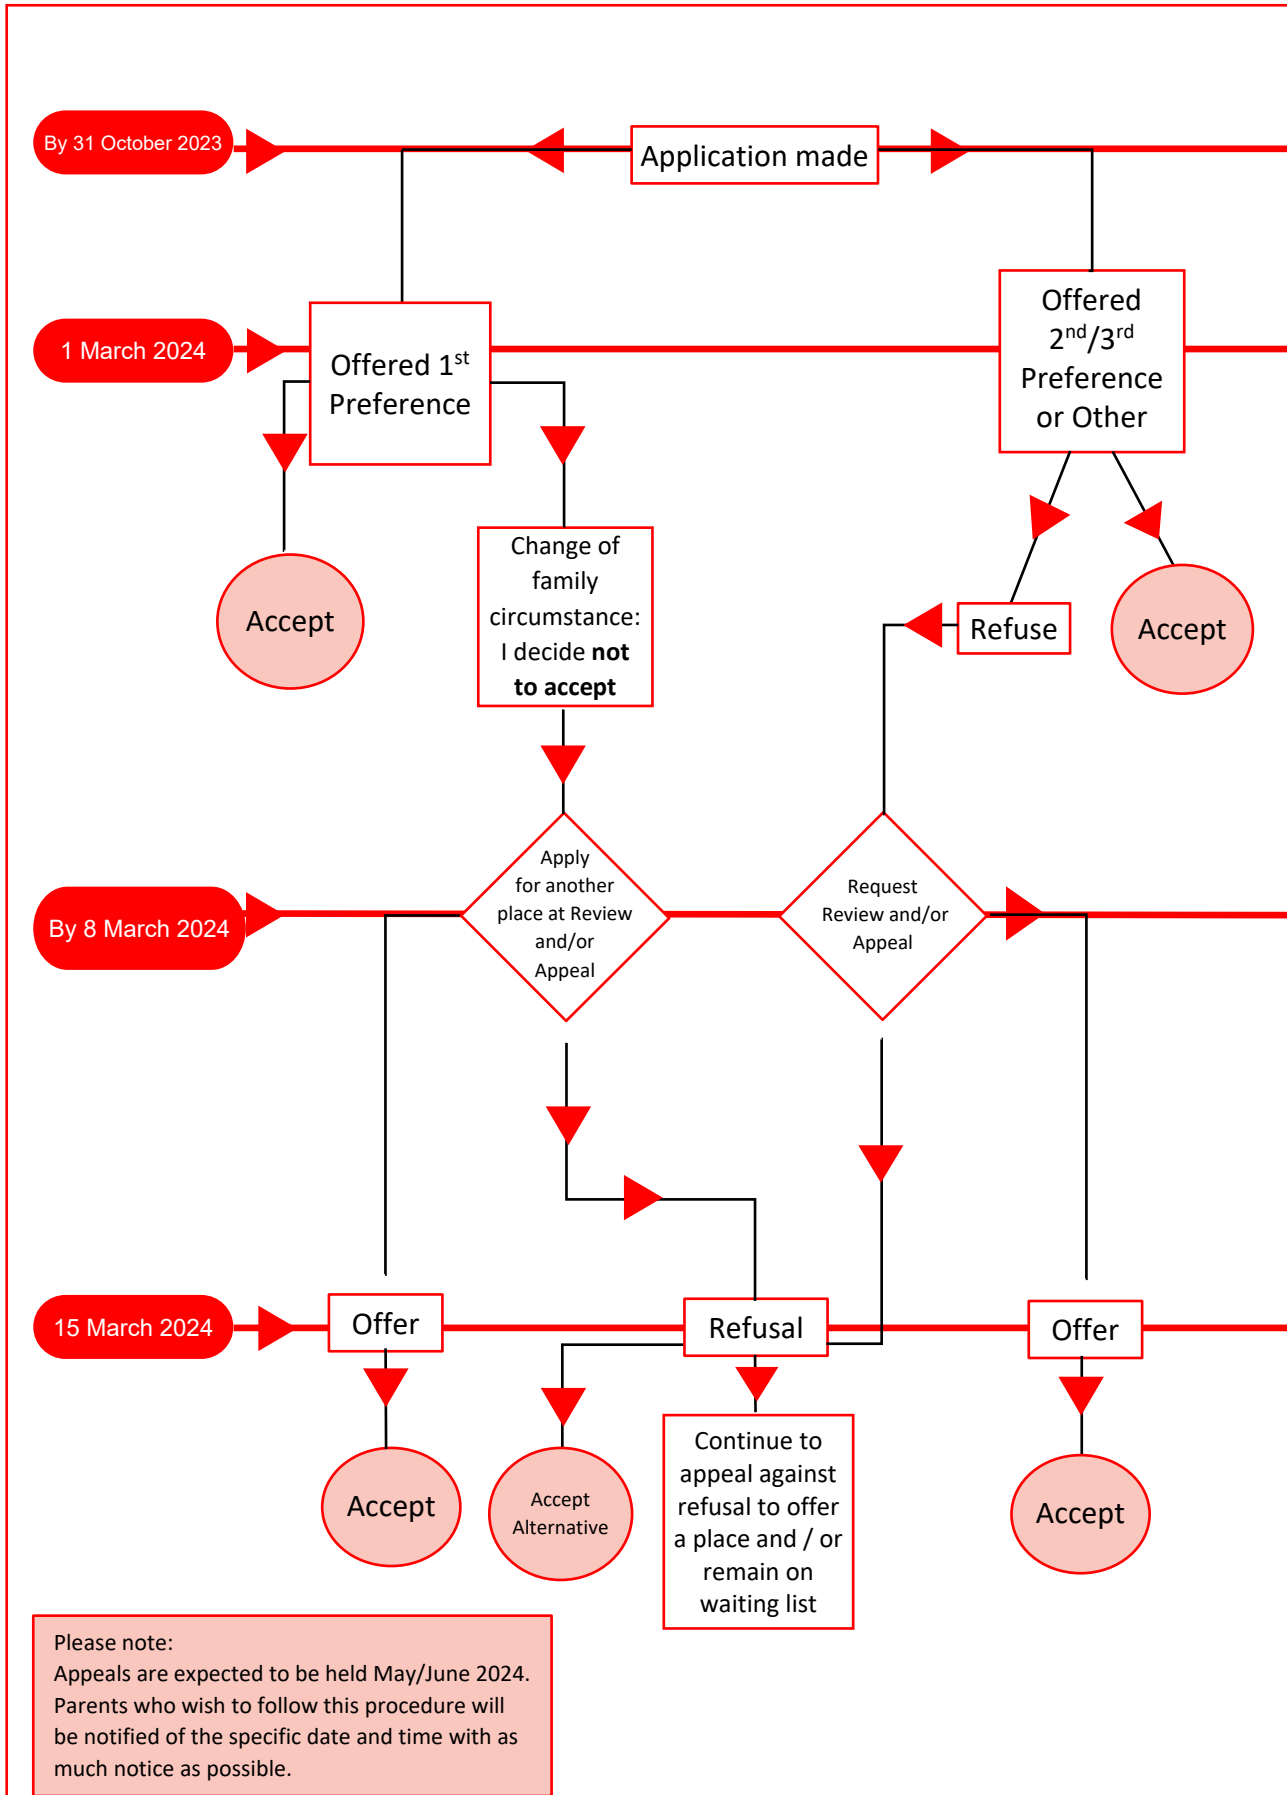 By 31 October 2023
Application made
1 March 2024
Offered 1st
Preference
Offered
2nd/3rd
Preference
or Other
Accept
Change of
family
circumstance:
I decide not
to accept
Refuse
Accept
By 8 March 2024
Apply
for another
place at Review
and/or
Appeal
Request
Review and/or
Appeal
15 March 2024
Offer
Refusal
Offer
Accept
Accept
Alternative
Continue to
appeal against
refusal to offer
a place and / or
remain on
waiting list
Accept
Please note:
Appeals are expected to be held May/June 2024.
Parents who wish to follow this procedure will
be notified of the specific date and time with as
much notice as possible.